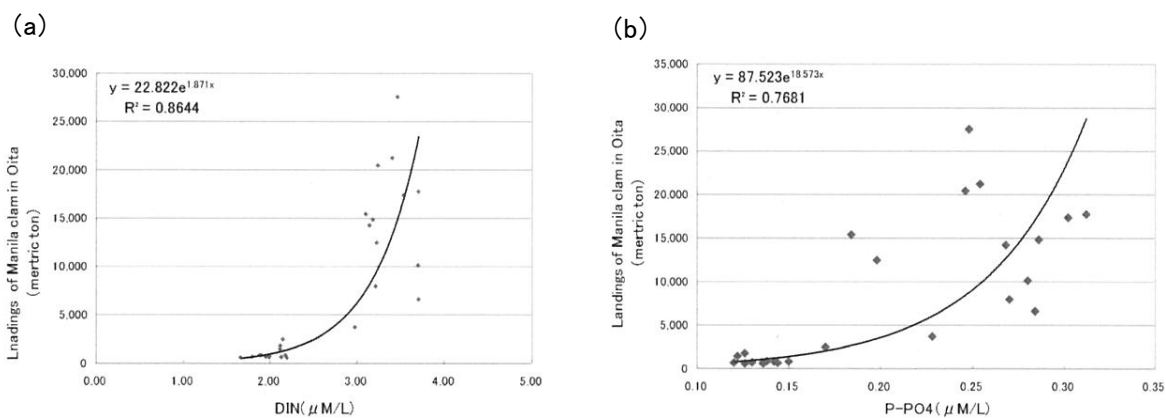 (a)
y = 22.822e^1.871x
R² = 0.8644
30.000
25.000
20.000
15.000
10.000
5.000
0
0.00 1.00 2.00 3.00 4.00 5.00
Lnadings of Manila clam in Oita
(mertric ton)
DIN(μM/L)
(b)
y = 87.523e^18.573x
R² = 0.7681
35.000
30.000
25.000
20.000
15.000
10.000
5.000
0
0.10 0.15 0.20 0.25 0.30 0.35
Landings of Manila clam in Oita
(mertric ton)
P-PO4(μM/L)